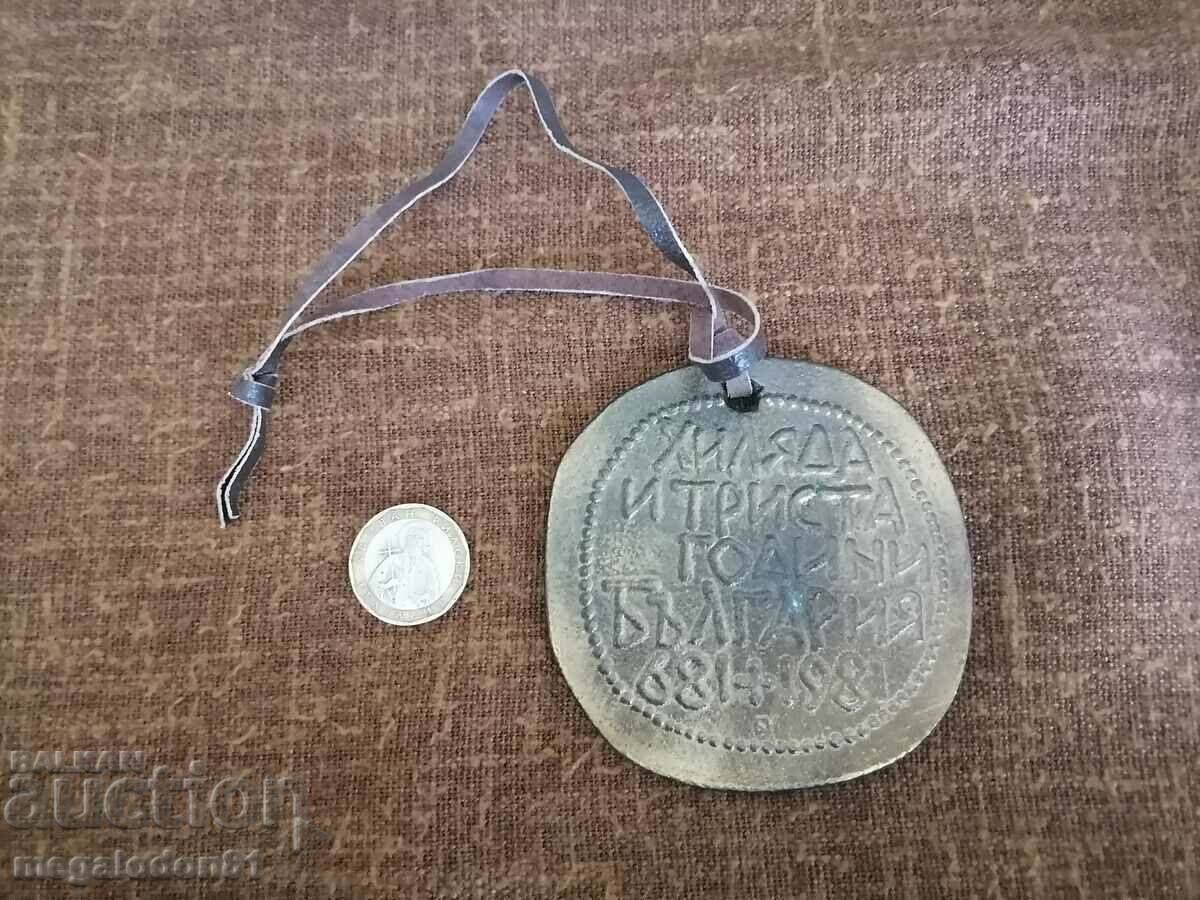 ХИЛЯДА
И ТРИСТА
ГОДИНИ
БЪЛГАРИЯ
681+1981
BALKAN
auction
megalodon81